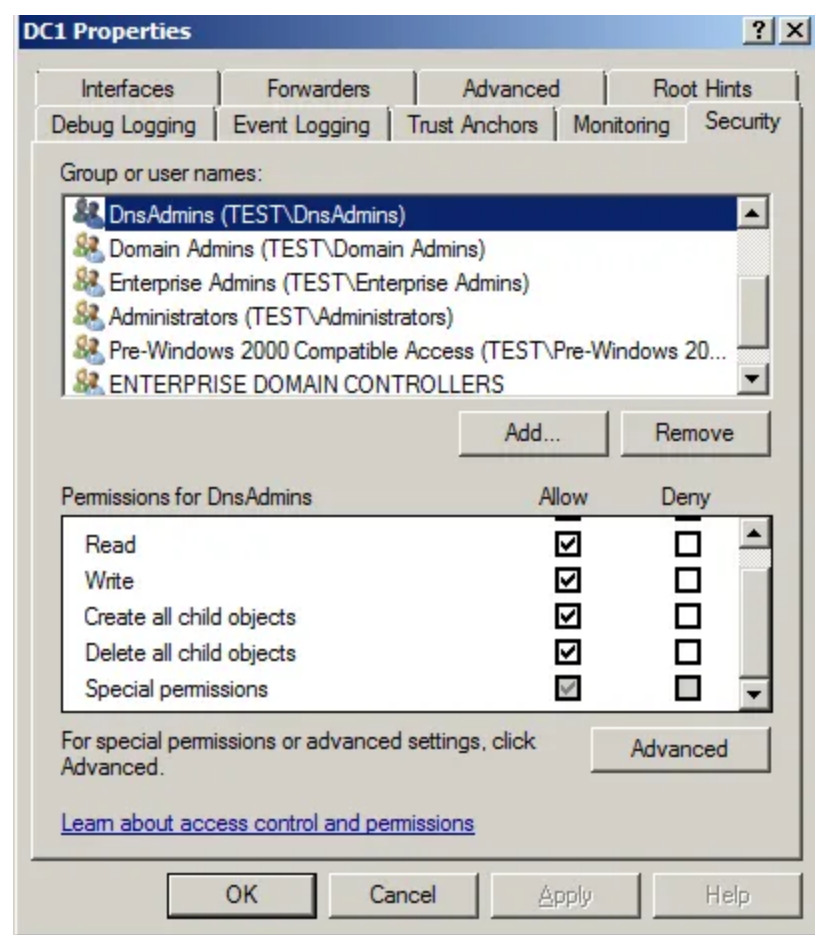 DC1 Properties
Interfaces Forwarders Advanced Root Hints
Debug Logging Event Logging Trust Anchors Monitoring Security
Group or user names:
DnsAdmins (TEST\DnsAdmins)
Domain Admins (TEST\Domain Admins)
Enterprise Admins (TEST\Enterprise Admins)
Administrators (TEST\Administrators)
Pre-Windows 2000 Compatible Access (TEST\Pre-Windows 20...
ENTERPRISE DOMAIN CONTROLLERS
Add... Remove
Permissions for DnsAdmins Allow Deny
Read
Write
Create all child objects
Delete all child objects
Special permissions
For special permissions or advanced settings, click
Advanced.
Advanced
Learn about access control and permissions
OK Cancel Apply Help